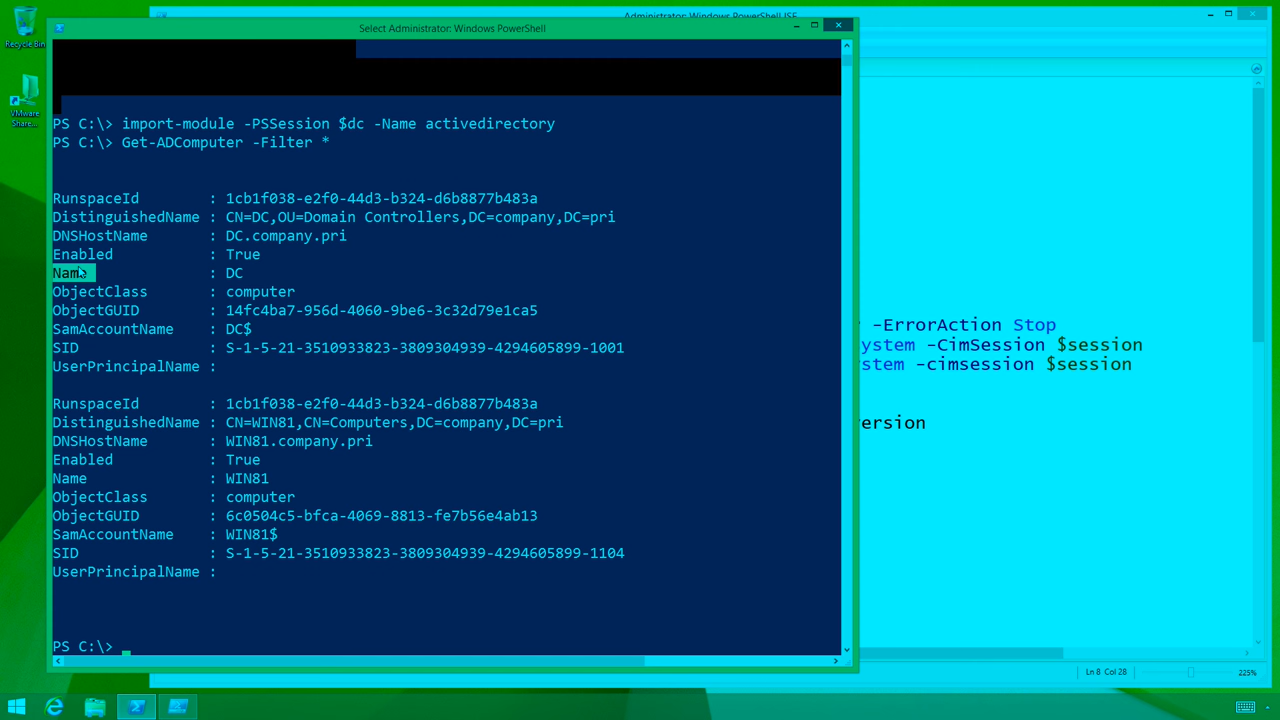 Recycle Bin
VMware
Share...
Administrator: Windows PowerShell ISE
Select Administrator: Windows PowerShell
PS C:\> import-module -PSSession $dc -Name activedirectory
PS C:\> Get-ADComputer -Filter *
RunspaceId : 1cb1f038-e2f0-44d3-b324-d6b8877b483a
DistinguishedName : CN=DC,OU=Domain Controllers,DC=company,DC=pri
DNSHostName : DC.company.pri
Enabled : True
Name : DC
ObjectClass : computer
ObjectGUID : 14fc4ba7-956d-4060-9be6-3c32d79e1ca5
SamAccountName : DC$
SID : S-1-5-21-3510933823-3809304939-4294605899-1001
UserPrincipalName :
RunspaceId : 1cb1f038-e2f0-44d3-b324-d6b8877b483a
DistinguishedName : CN=WIN81,CN=Computers,DC=company,DC=pri
DNSHostName : WIN81.company.pri
Enabled : True
Name : WIN81
ObjectClass : computer
ObjectGUID : 6c0504c5-bfca-4069-8813-fe7b56e4ab13
SamAccountName : WIN81$
SID : S-1-5-21-3510933823-3809304939-4294605899-1104
UserPrincipalName :
PS C:\>
-ErrorAction Stop
ystem -CimSession $session
stem -cimsession $session
ersion
Ln 8 Col 28
225%